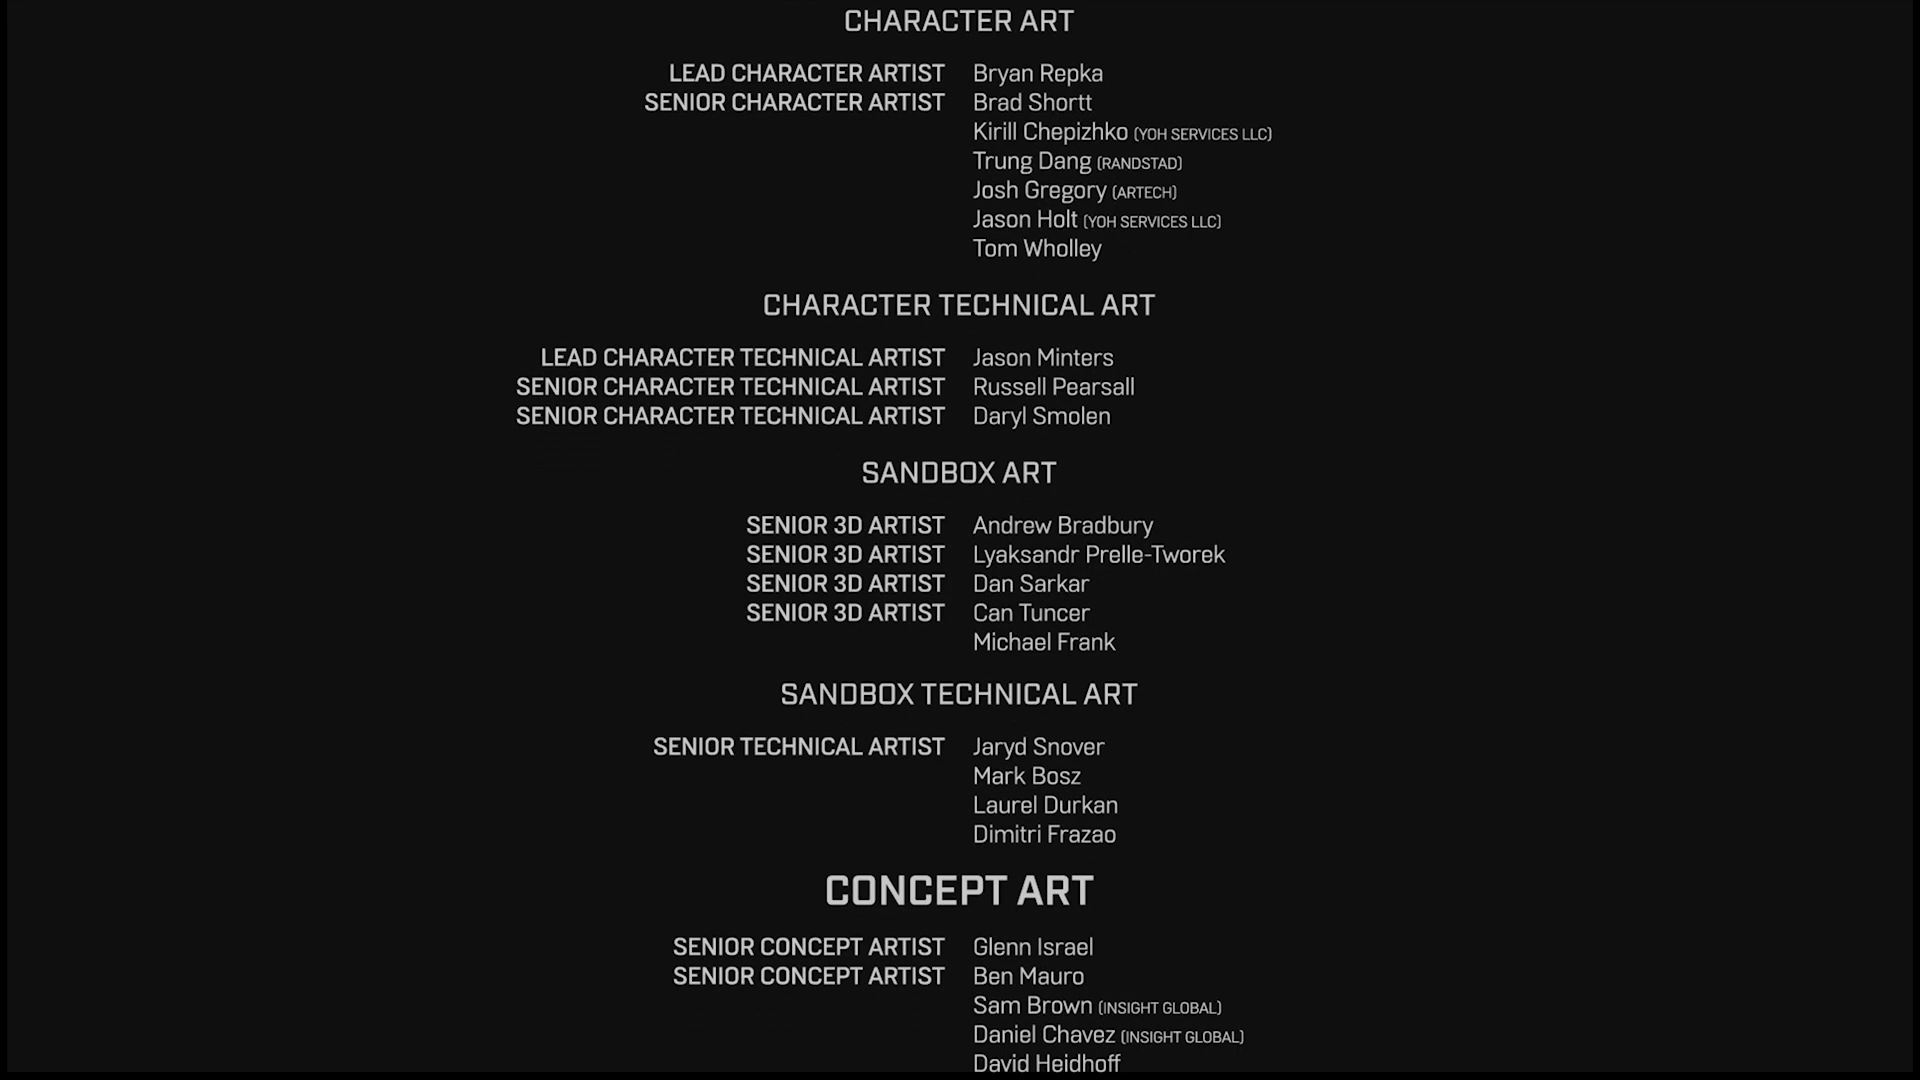 CHARACTER ART
LEAD CHARACTER ARTIST Bryan Repka
SENIOR CHARACTER ARTIST Brad Shortt
Kirill Chepizhko (YOH SERVICES LLC)
Trung Dang (RANDSTAD)
Josh Gregory (ARTECH)
Jason Holt (YOH SERVICES LLC)
Tom Wholley
CHARACTER TECHNICAL ART
LEAD CHARACTER TECHNICAL ARTIST Jason Minters
SENIOR CHARACTER TECHNICAL ARTIST Russell Pearsall
SENIOR CHARACTER TECHNICAL ARTIST Daryl Smolen
SANDBOX ART
SENIOR 3D ARTIST Andrew Bradbury
SENIOR 3D ARTIST Lyaksandr Prelle-Tworek
SENIOR 3D ARTIST Dan Sarkar
SENIOR 3D ARTIST Can Tuncer
Michael Frank
SANDBOX TECHNICAL ART
SENIOR TECHNICAL ARTIST Jaryd Snover
Mark Bosz
Laurel Durkan
Dimitri Frazao
CONCEPT ART
SENIOR CONCEPT ARTIST Glenn Israel
SENIOR CONCEPT ARTIST Ben Mauro
Sam Brown (INSIGHT GLOBAL)
Daniel Chavez (INSIGHT GLOBAL)
David Heidhoff